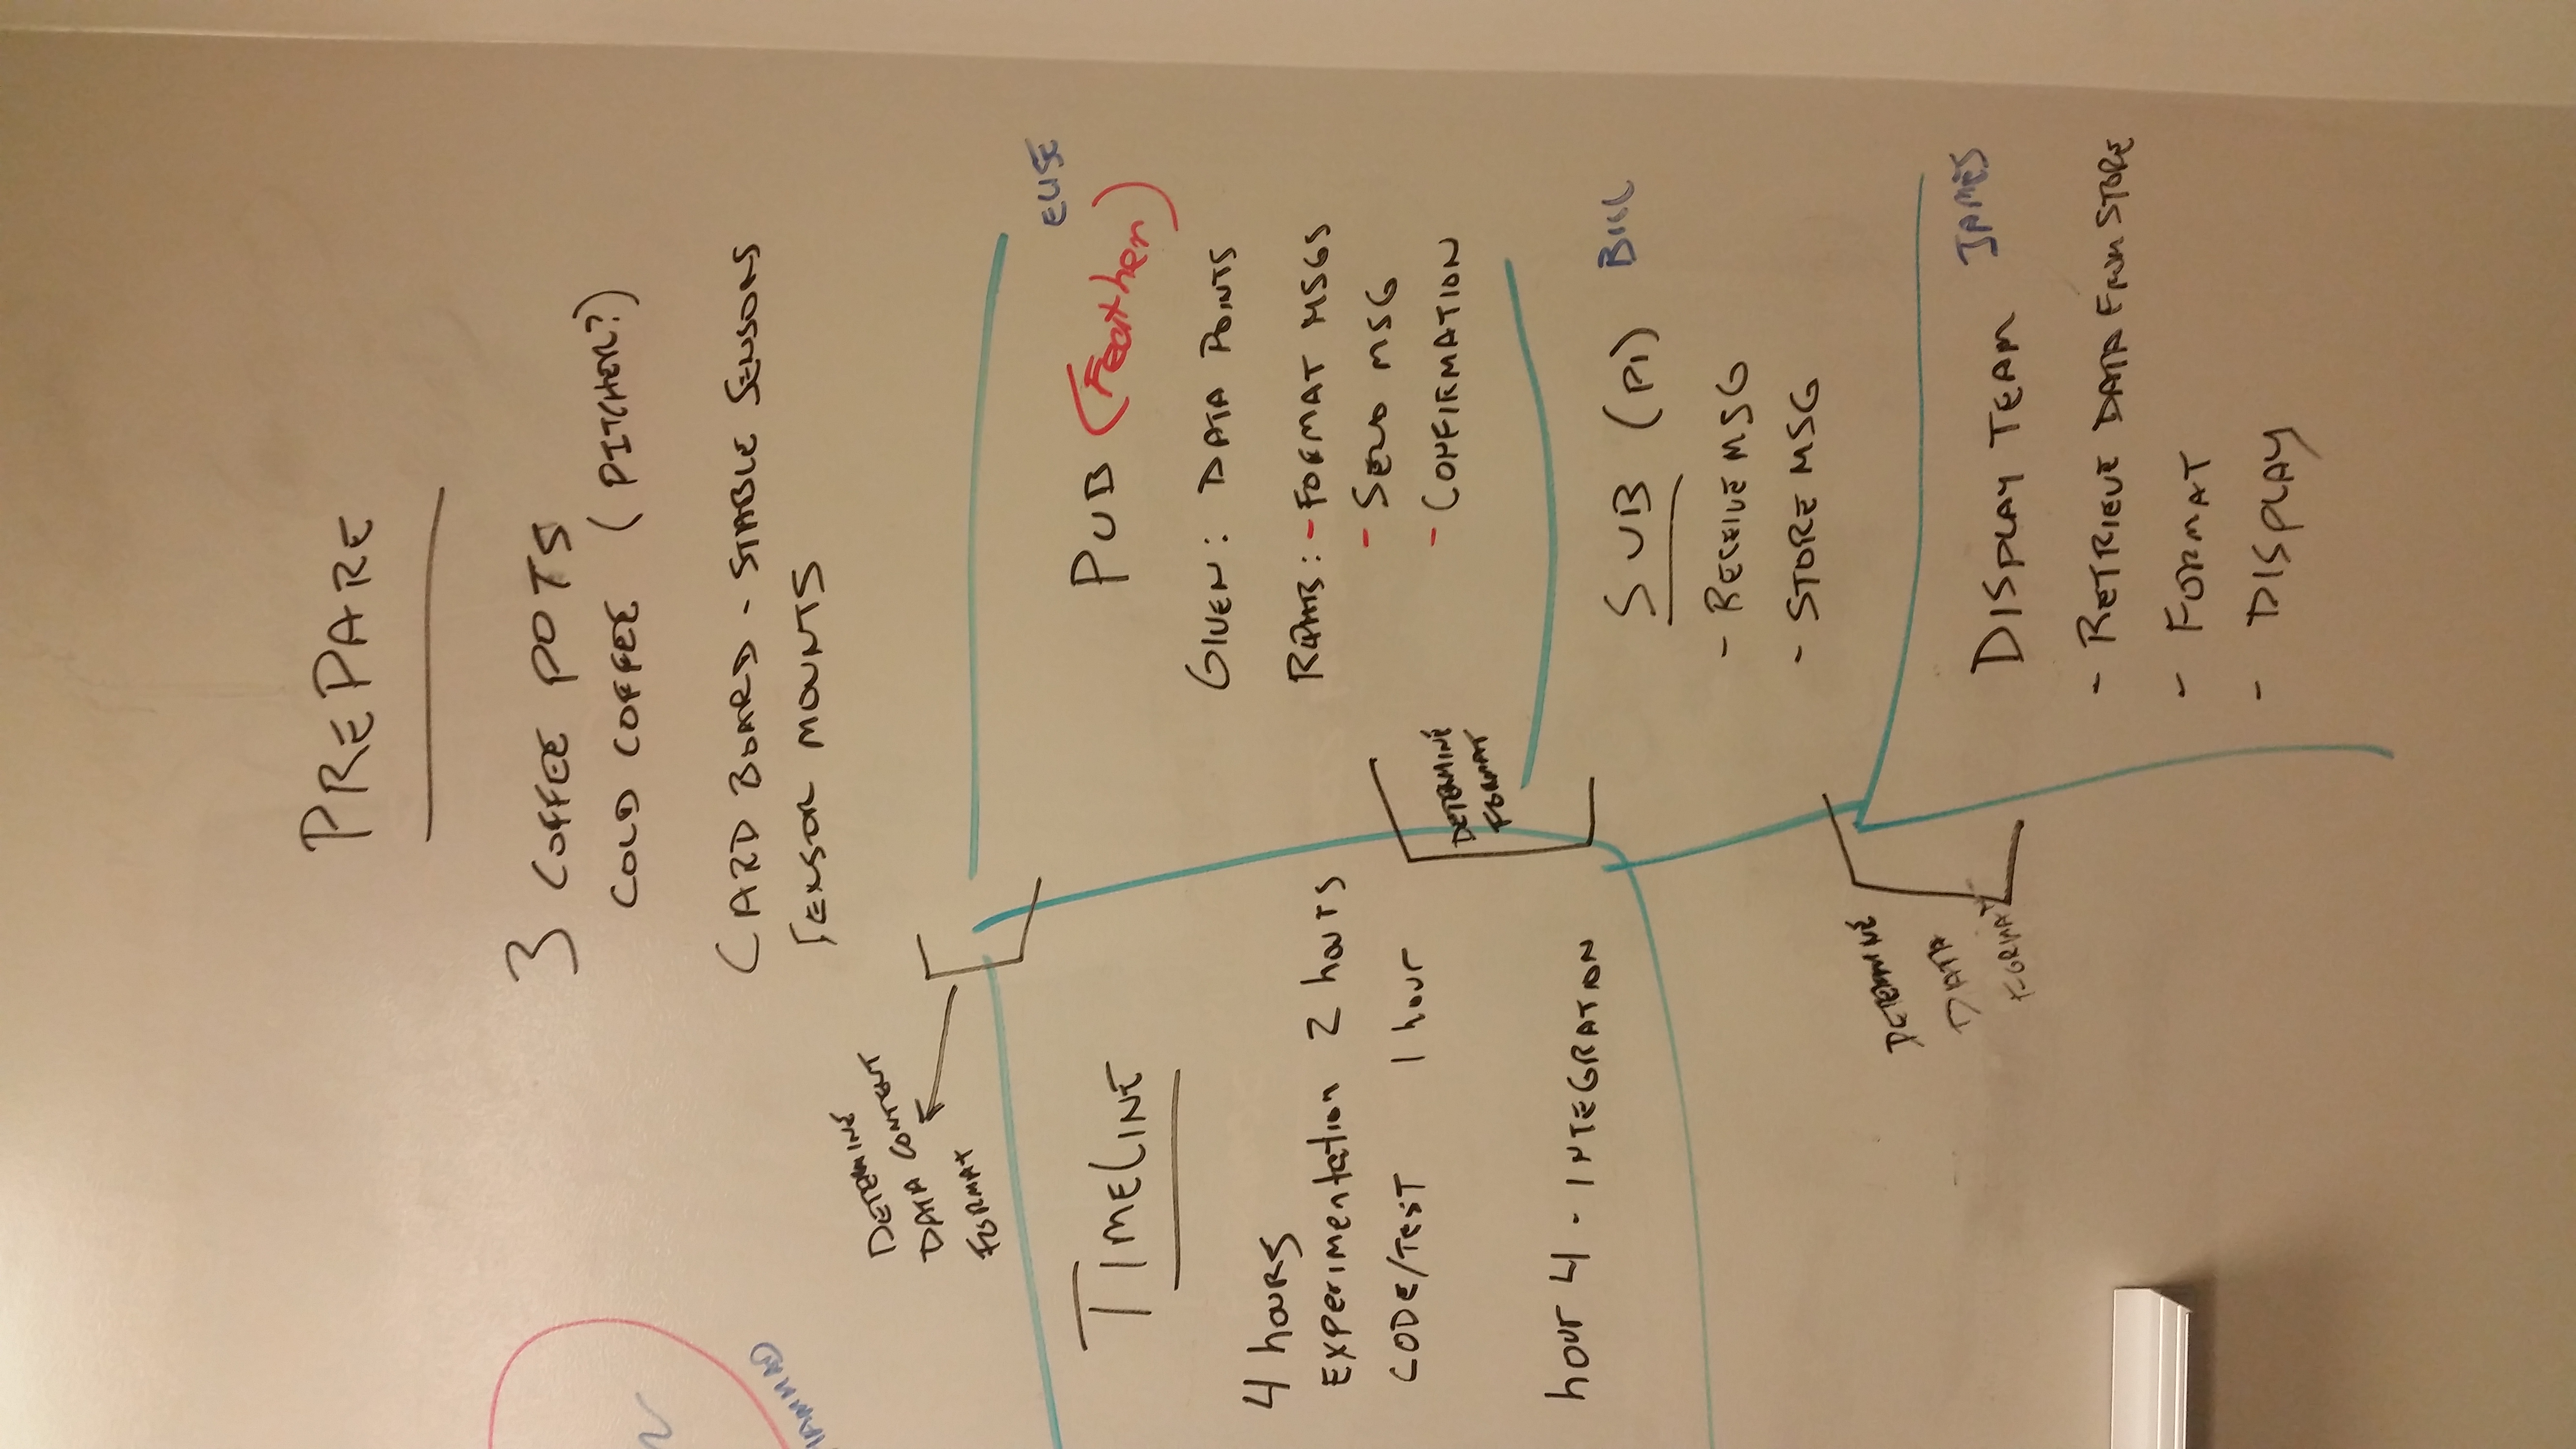 PREPARE
3 COFFEE POTS
COLD COFFEE (PITCHER?)
CARD BOARD - STABLE SENSORS
SENSOR MOUNTS
DETERMINE
DATA CONTENT
FORMAT
TIMELINE
4 hours
Experimentation 2 hours
CODE/TEST 1 hour
hour 4 - INTEGRATION
ELISE
PUB (Feather)
GIVEN: DATA POINTS
- FORMAT MSGS
- SEND MSG
- CONFIRMATION
DETERMINE
FORMAT
SUB (PI) BILL
- RECEIVE MSG
- STORE MSG
DETERMINE
DATA
FORMAT
JAMES
DISPLAY TEAM
- RETRIEVE DATA FROM STORE
- FORMAT
- DISPLAY